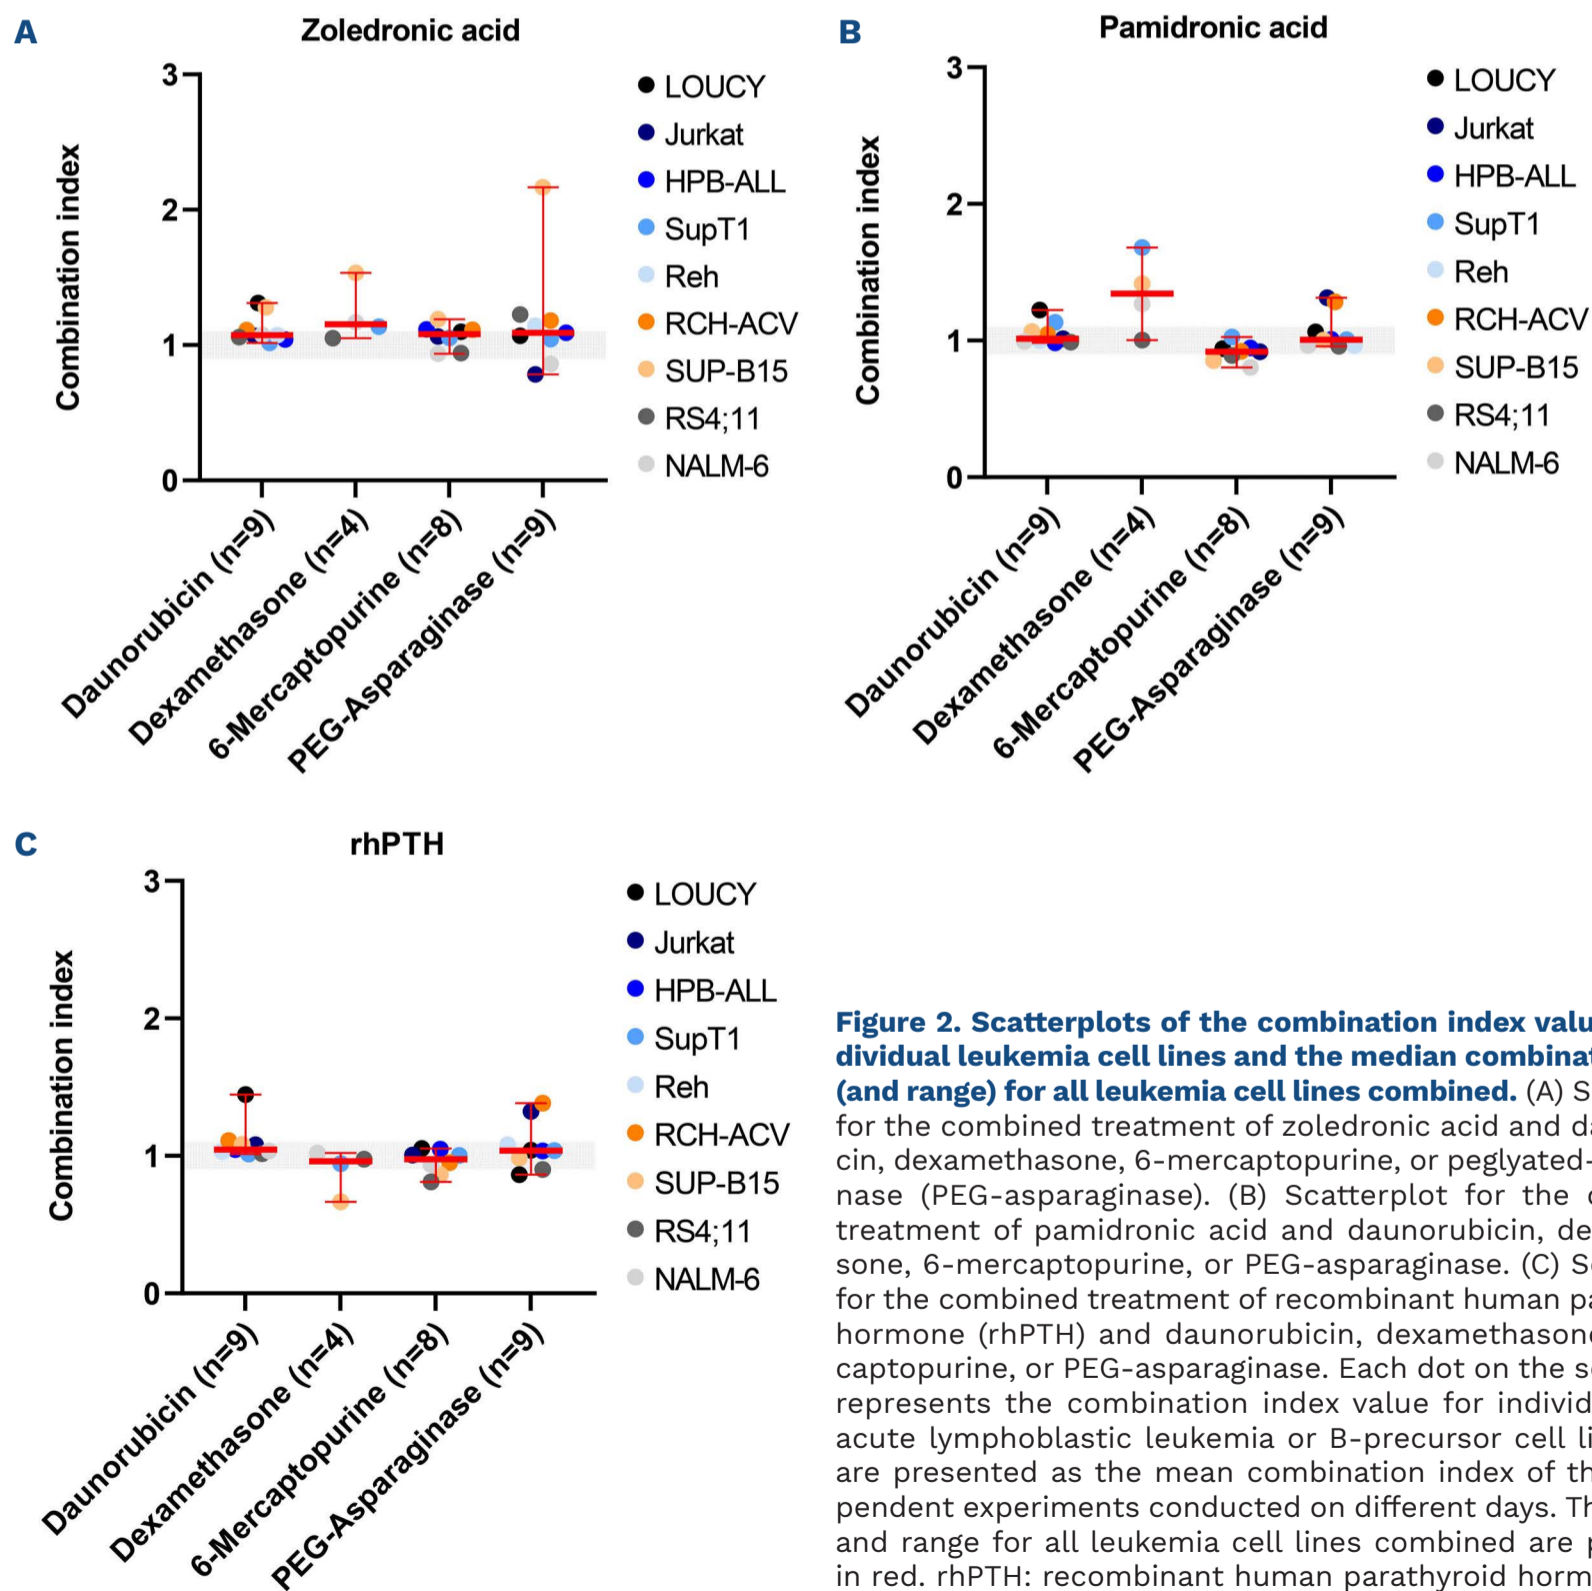 A
Zoledronic acid
Combination index
3
2
1
0
LOUCY
Jurkat
HPB-ALL
SupT1
Reh
RCH-ACV
SUP-B15
RS4;11
NALM-6
Daunorubicin (n=9)
Dexamethasone (n=4)
6-Mercaptopurine (n=8)
PEG-Asparaginase (n=9)
B
Pamidronic acid
Combination index
3
2
1
0
LOUCY
Jurkat
HPB-ALL
SupT1
Reh
RCH-ACV
SUP-B15
RS4;11
NALM-6
Daunorubicin (n=9)
Dexamethasone (n=4)
6-Mercaptopurine (n=8)
PEG-Asparaginase (n=9)
C
rhPTH
Combination index
3
2
1
0
LOUCY
Jurkat
HPB-ALL
SupT1
Reh
RCH-ACV
SUP-B15
RS4;11
NALM-6
Daunorubicin (n=9)
Dexamethasone (n=4)
6-Mercaptopurine (n=8)
PEG-Asparaginase (n=9)
Figure 2. Scatterplots of the combination index valu
dividual leukemia cell lines and the median combinat
(and range) for all leukemia cell lines combined. (A) S
for the combined treatment of zoledronic acid and da
cin, dexamethasone, 6-mercaptopurine, or peglyated-
nase (PEG-asparaginase). (B) Scatterplot for the c
treatment of pamidronic acid and daunorubicin, de
sone, 6-mercaptopurine, or PEG-asparaginase. (C) S
for the combined treatment of recombinant human pa
hormone (rhPTH) and daunorubicin, dexamethason
captopurine, or PEG-asparaginase. Each dot on the s
represents the combination index value for individ
acute lymphoblastic leukemia or B-precursor cell li
are presented as the mean combination index of th
pendent experiments conducted on different days. Th
and range for all leukemia cell lines combined are p
in red. rhPTH: recombinant human parathyroid horm